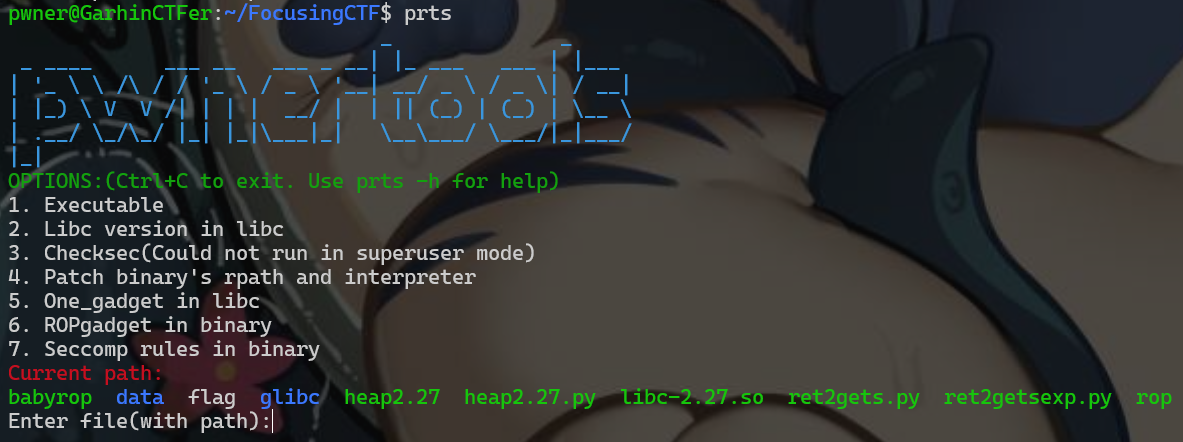 pwner@GarhinCTFer:~/FocusingCTF$ prts
pwnertools
OPTIONS:(Ctrl+C to exit. Use prts -h for help)
1. Executable
2. Libc version in libc
3. Checksec(Could not run in superuser mode)
4. Patch binary's rpath and interpreter
5. One_gadget in libc
6. ROPgadget in binary
7. Seccomp rules in binary
Current path:
babyrop data flag glibc heap2.27 heap2.27.py libc-2.27.so ret2gets.py ret2getsexp.py rop
Enter file(with path):